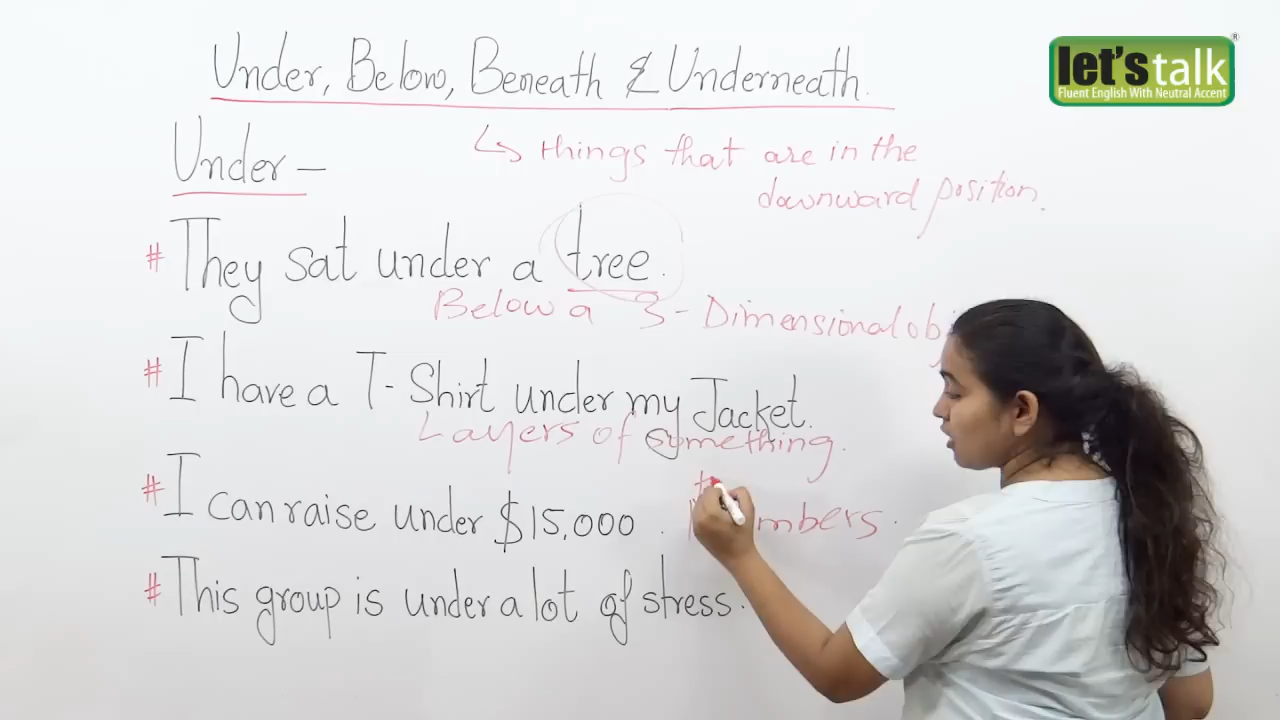 Under, Below, Beneath & Underneath.
let's talk ®
Fluent English With Neutral Accent
Under -
↳ things that are in the
downward position.
# They sat under a tree.
Below a 3-Dimensional obj
# I have a T-Shirt under my Jacket.
Layers of something.
# I can raise under $15,000.
# This group is under a lot of stress.